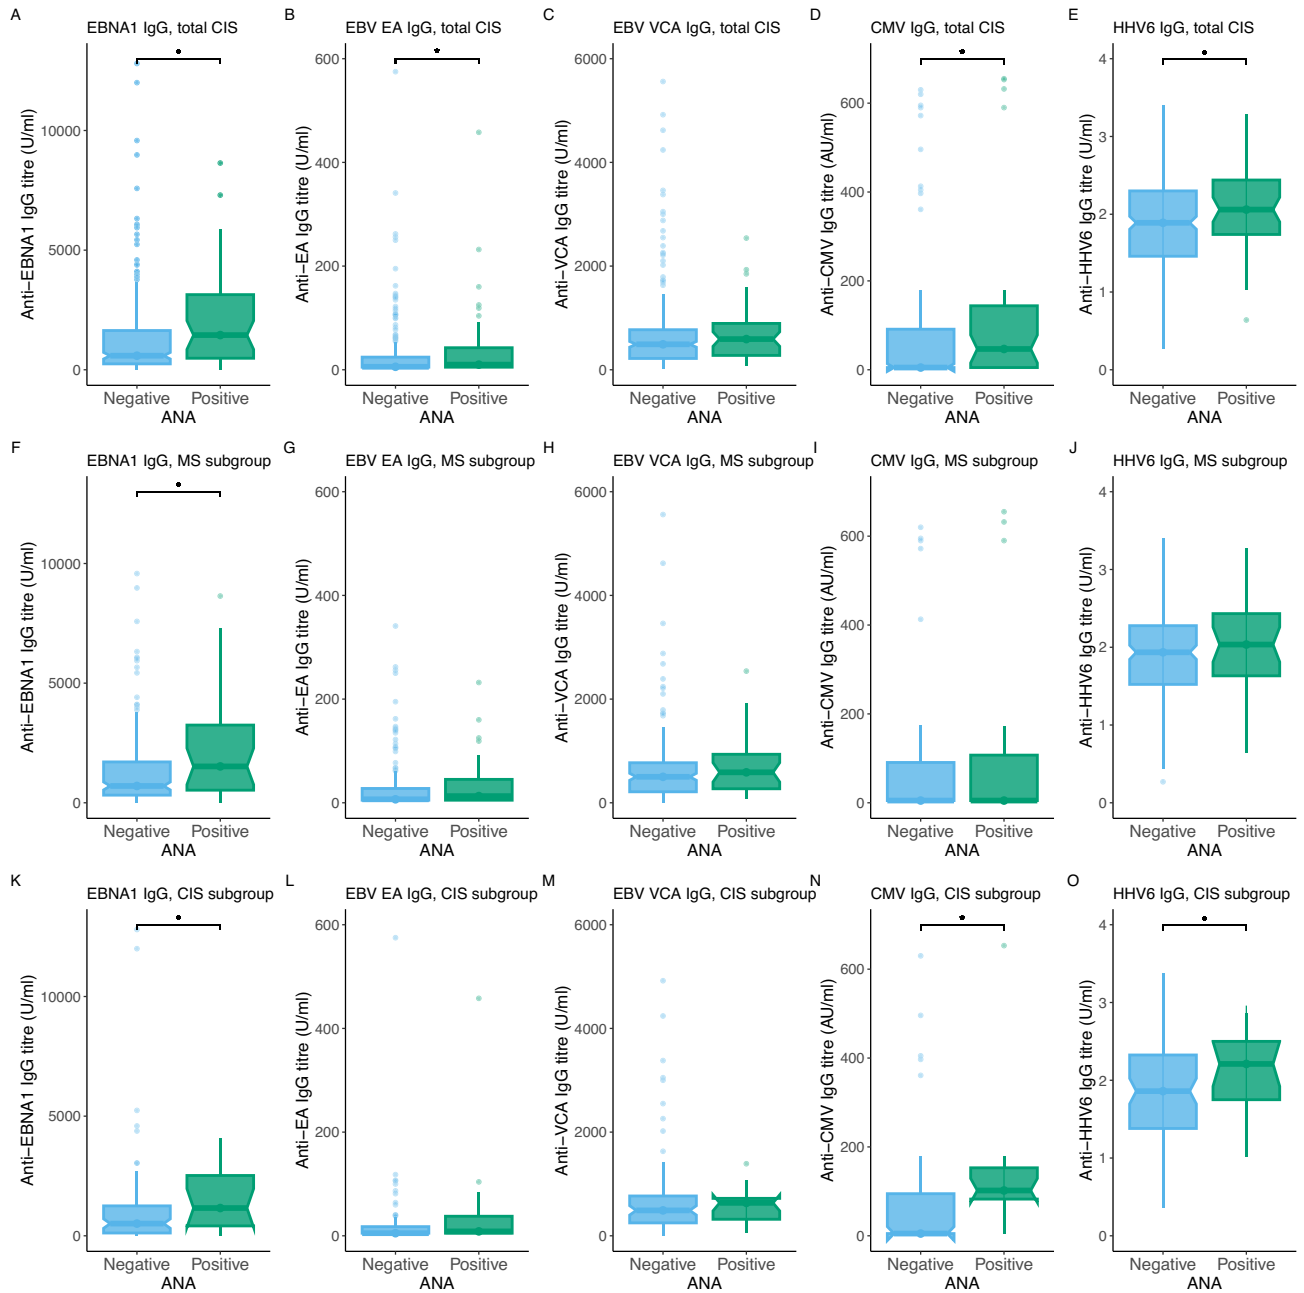 A
EBNA1 IgG, total CIS
Anti−EBNA1 IgG titre (U/ml)
10000
5000
0
Negative Positive
ANA
B
EBV EA IgG, total CIS
Anti−EA IgG titre (U/ml)
600
400
200
0
Negative Positive
ANA
C
EBV VCA IgG, total CIS
Anti−VCA IgG titre (U/ml)
6000
4000
2000
0
Negative Positive
ANA
D
CMV IgG, total CIS
Anti−CMV IgG titre (AU/ml)
600
400
200
0
Negative Positive
ANA
E
HHV6 IgG, total CIS
Anti−HHV6 IgG titre (U/ml)
4
3
2
1
0
Negative Positive
ANA
F
EBNA1 IgG, MS subgroup
Anti−EBNA1 IgG titre (U/ml)
10000
5000
0
Negative Positive
ANA
G
EBV EA IgG, MS subgroup
Anti−EA IgG titre (U/ml)
600
400
200
0
Negative Positive
ANA
H
EBV VCA IgG, MS subgroup
Anti−VCA IgG titre (U/ml)
6000
4000
2000
0
Negative Positive
ANA
I
CMV IgG, MS subgroup
Anti−CMV IgG titre (AU/ml)
600
400
200
0
Negative Positive
ANA
J
HHV6 IgG, MS subgroup
Anti−HHV6 IgG titre (U/ml)
4
3
2
1
0
Negative Positive
ANA
K
EBNA1 IgG, CIS subgroup
Anti−EBNA1 IgG titre (U/ml)
10000
5000
0
Negative Positive
ANA
L
EBV EA IgG, CIS subgroup
Anti−EA IgG titre (U/ml)
600
400
200
0
Negative Positive
ANA
M
EBV VCA IgG, CIS subgroup
Anti−VCA IgG titre (U/ml)
6000
4000
2000
0
Negative Positive
ANA
N
CMV IgG, CIS subgroup
Anti−CMV IgG titre (AU/ml)
600
400
200
0
Negative Positive
ANA
O
HHV6 IgG, CIS subgroup
Anti−HHV6 IgG titre (U/ml)
4
3
2
1
0
Negative Positive
ANA